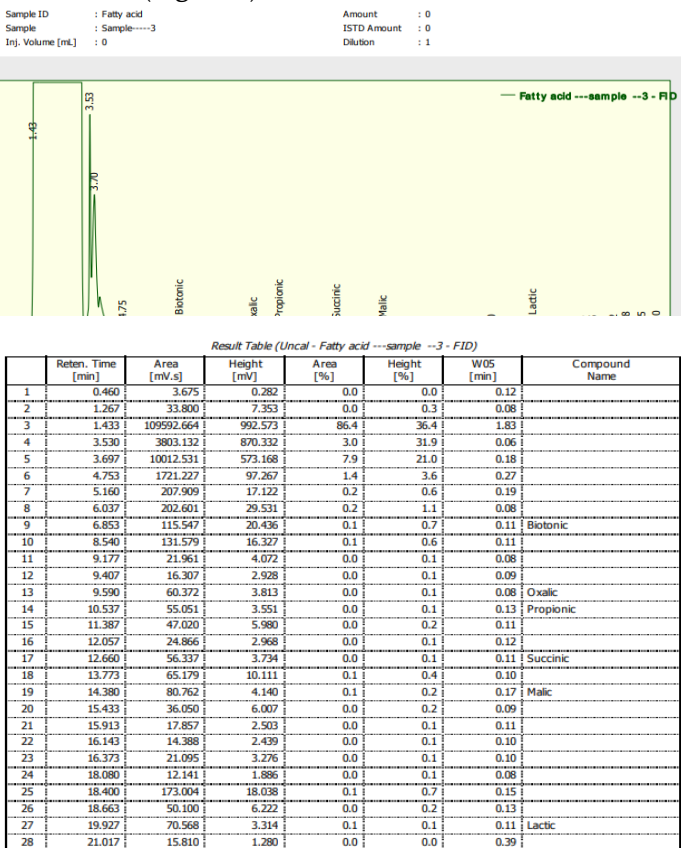 Sample ID : Fatty acid Amount : 0
Sample : Sample-----3 ISTD Amount : 0
Inj. Volume [mL] : 0 Dilution : 1
Fatty acid ---sample --3 - FID
1.43
3.53
3.70
4.75
Biotonic
xalic
Propionic
Succinic
Malic
Lactic
Result Table (Uncal - Fatty acid ---sample --3 - FID)
Reten. Time [min] Area [mV.s] Height [mV] Area [%] Height [%] W05 [min] Compound Name
1 0.460 3.675 0.282 0.0 0.0 0.12
2 1.267 33.800 7.353 0.0 0.3 0.08
3 1.433 109592.664 992.573 86.4 36.4 1.83
4 3.530 3803.132 870.332 3.0 31.9 0.06
5 3.697 10012.531 573.168 7.9 21.0 0.18
6 4.753 1721.227 97.267 1.4 3.6 0.27
7 5.160 207.909 17.122 0.2 0.6 0.19
8 6.037 202.601 29.531 0.2 1.1 0.08
9 6.853 115.547 20.436 0.1 0.7 0.11 Biotonic
10 8.540 131.579 16.327 0.1 0.6 0.11
11 9.177 21.961 4.072 0.0 0.1 0.08
12 9.407 16.307 2.928 0.0 0.1 0.09
13 9.590 60.372 3.813 0.0 0.1 0.08 Oxalic
14 10.537 55.051 3.551 0.0 0.1 0.13 Propionic
15 11.387 47.020 5.980 0.0 0.2 0.11
16 12.057 24.866 2.968 0.0 0.1 0.12
17 12.660 56.337 3.734 0.0 0.1 0.11 Succinic
18 13.773 65.179 10.111 0.1 0.4 0.10
19 14.380 80.762 4.140 0.1 0.2 0.17 Malic
20 15.433 36.050 6.007 0.0 0.2 0.09
21 15.913 17.857 2.503 0.0 0.1 0.11
22 16.143 14.388 2.439 0.0 0.1 0.10
23 16.373 21.095 3.276 0.0 0.1 0.10
24 18.080 12.141 1.886 0.0 0.1 0.08
25 18.400 173.004 18.038 0.1 0.7 0.15
26 18.663 50.100 6.222 0.0 0.2 0.13
27 19.927 70.568 3.314 0.1 0.1 0.11 Lactic
28 21.017 15.810 1.280 0.0 0.0 0.39